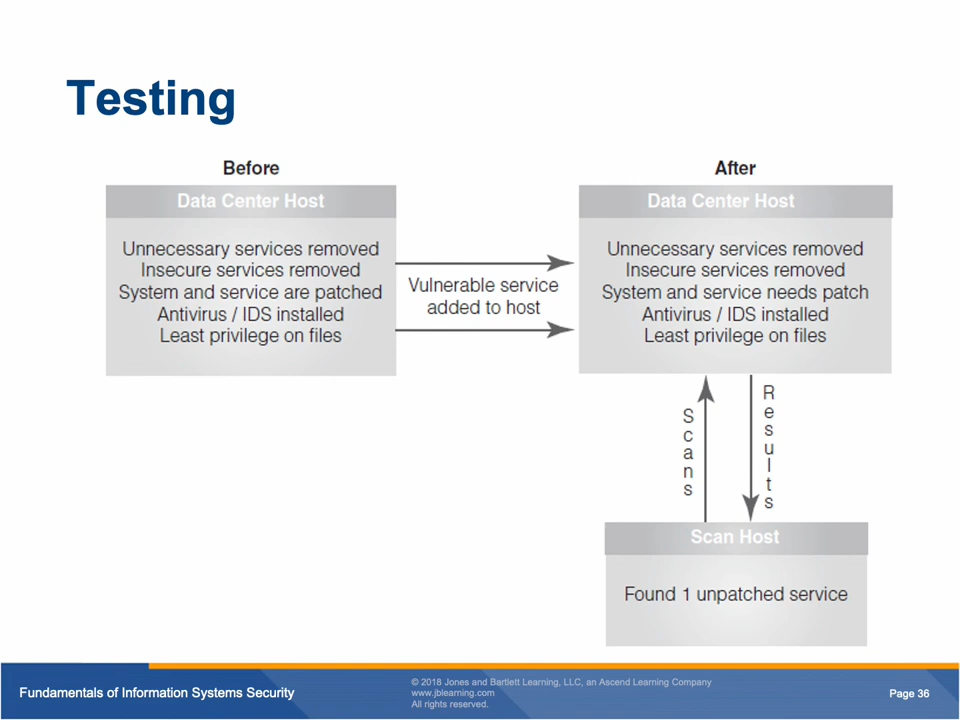 Testing
Before
Data Center Host
Unnecessary services removed
Insecure services removed
System and service are patched
Antivirus / IDS installed
Least privilege on files
Vulnerable service
added to host
After
Data Center Host
Unnecessary services removed
Insecure services removed
System and service needs patch
Antivirus / IDS installed
Least privilege on files
Scans
Results
Scan Host
Found 1 unpatched service
Fundamentals of Information Systems Security
© 2018 Jones and Bartlett Learning, LLC, an Ascend Learning Company
www.jblearning.com
All rights reserved.
Page 36